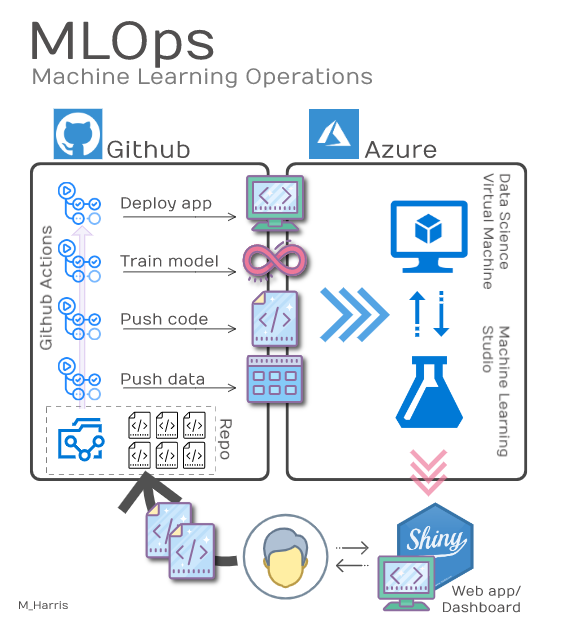 MLOps
Machine Learning Operations
Github
Azure
Github Actions
Deploy app
Train model
Push code
Push data
Repo
Data Science
Virtual Machine
Machine Learning
Studio
Shiny
Web app/
Dashboard
M_Harris